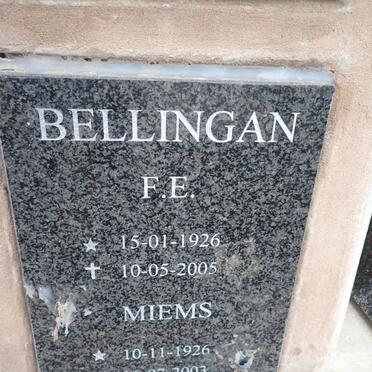 BELLINGAN
F.E.
★ 15-01-1926
✝ 10-05-2005
MIEMS
★ 10-11-1926